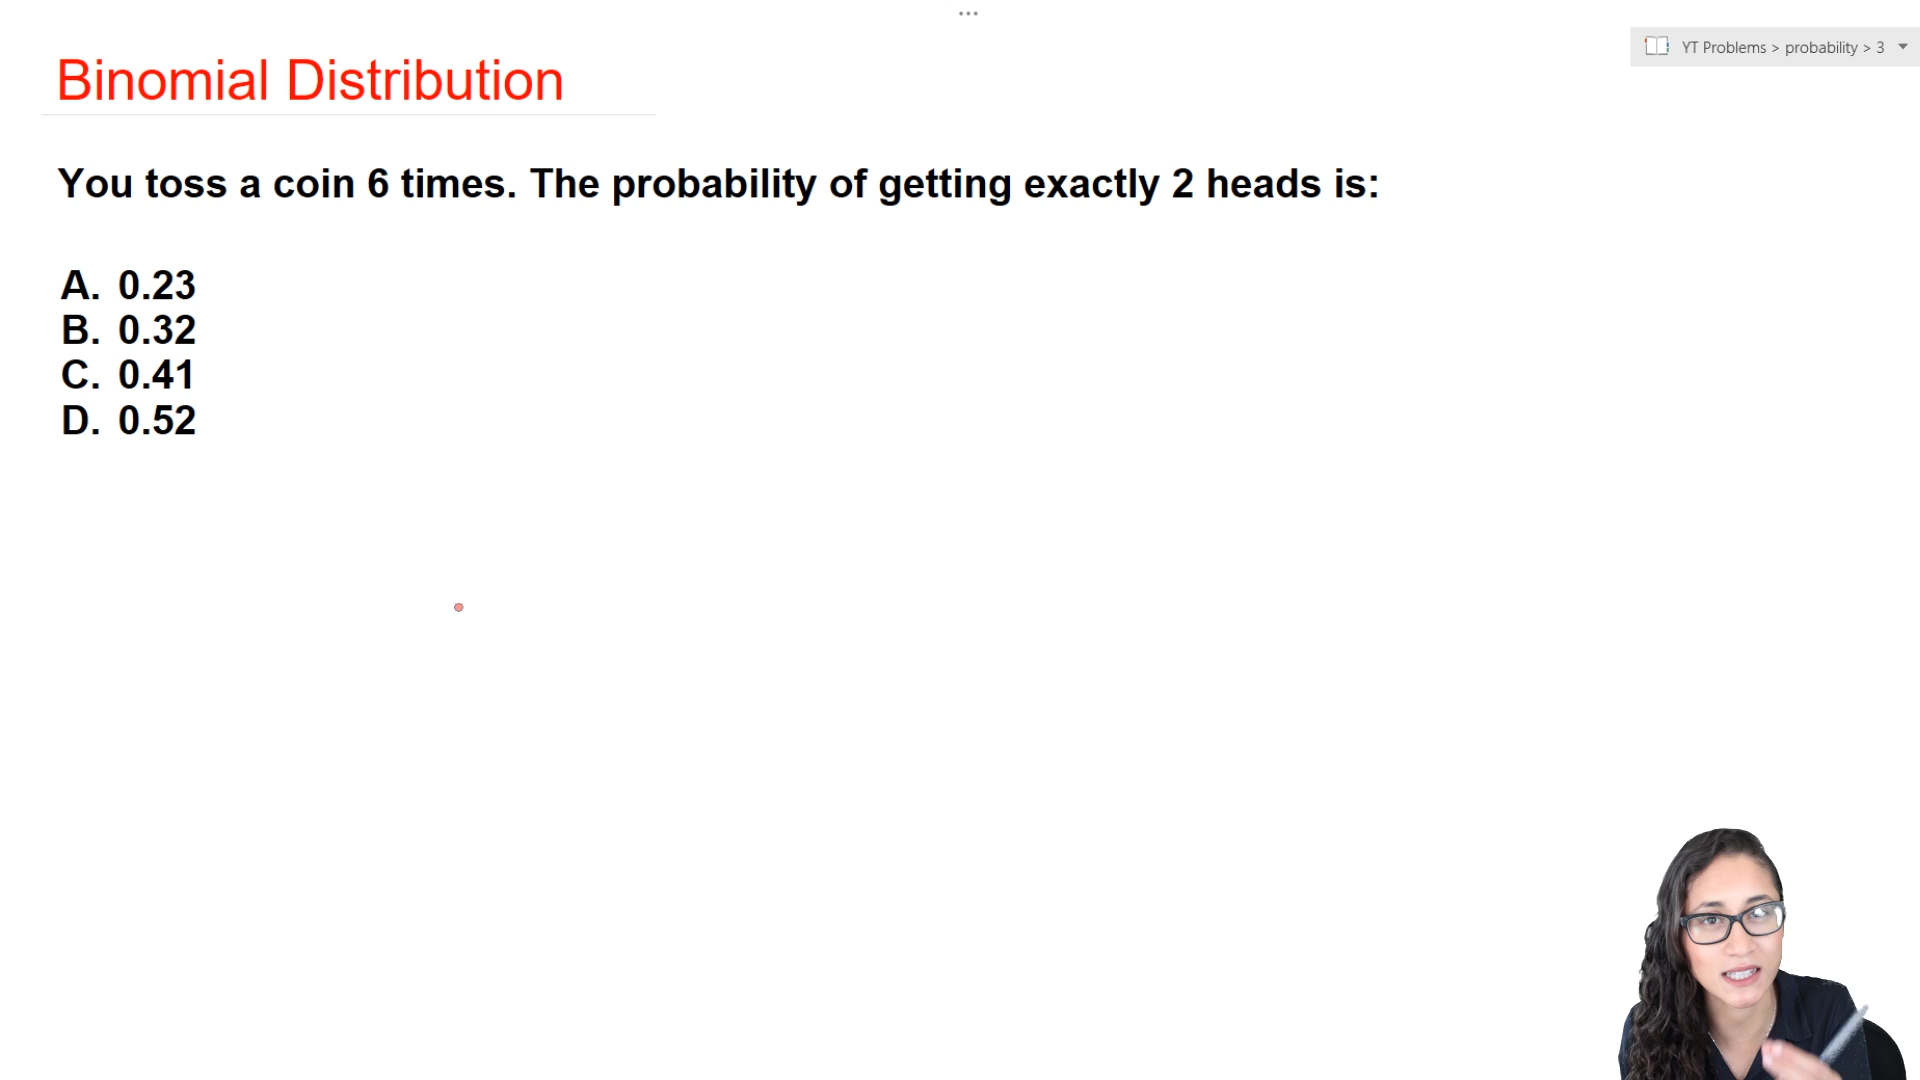 ...
YT Problems > probability > 3
Binomial Distribution
You toss a coin 6 times. The probability of getting exactly 2 heads is:
A. 0.23
B. 0.32
C. 0.41
D. 0.52